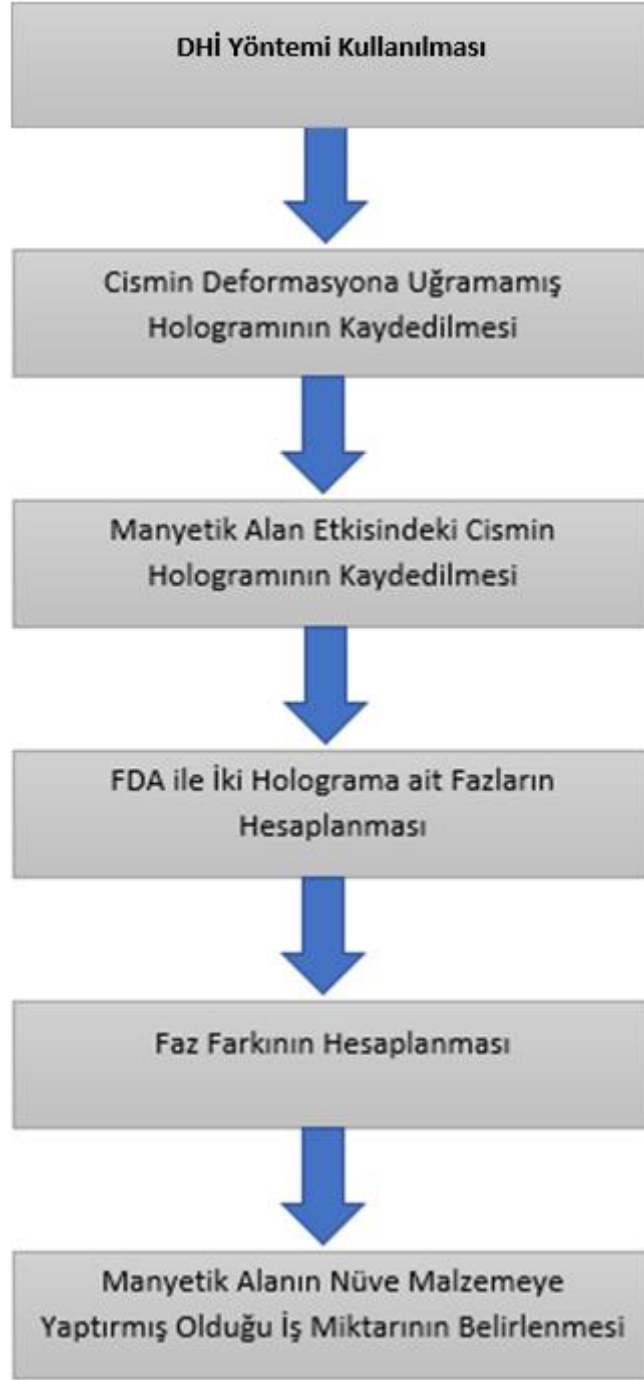 DHİ Yöntemi Kullanılması
Cismin Deformasyona Uğramamış
Hologramının Kaydedilmesi
Manyetik Alan Etkisindeki Cismin
Hologramının Kaydedilmesi
FDA ile İki Holograma ait Fazların
Hesaplanması
Faz Farkının Hesaplanması
Manyetik Alanın Nüve Malzemeye
Yaptırmış Olduğu İş Miktarının Belirlenmesi